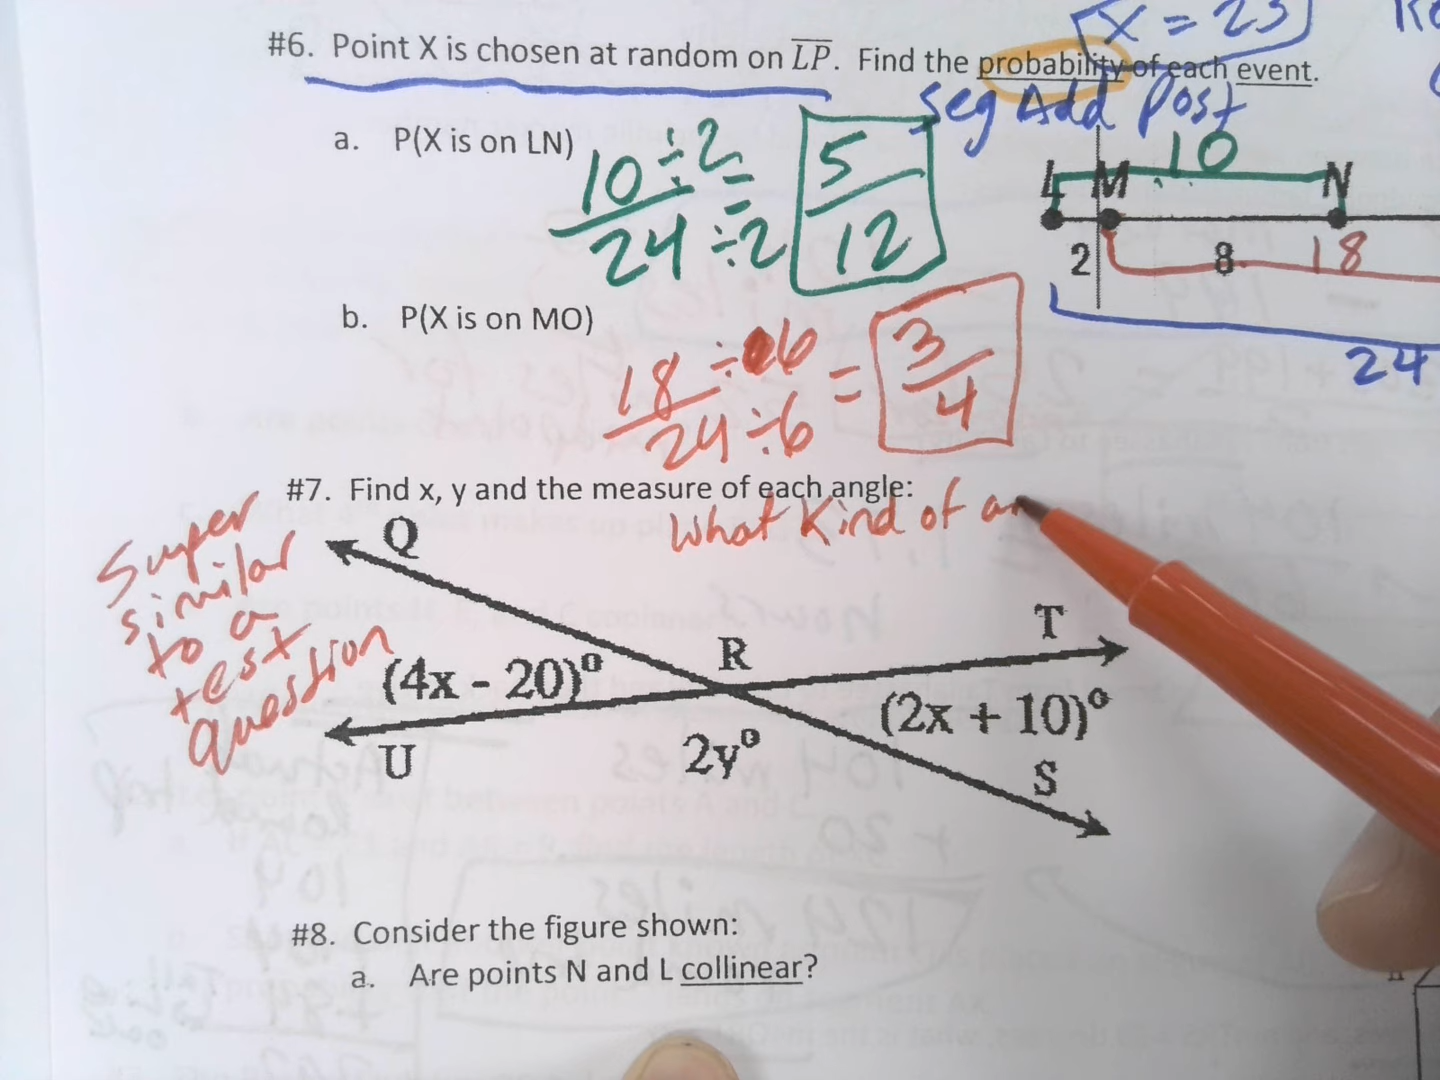 x = 23
#6. Point X is chosen at random on LP. Find the probability of each event.
Seg Add Post
a. P(X is on LN)
10 ÷2 = 5
24 ÷2 12
10
L M N
2 8 18
24
b. P(X is on MO)
18 ÷ 6 = 3
24 ÷6 4
#7. Find x, y and the measure of each angle:
What Kind of an
Super
similar
to a
test
question
Q
R
T
(4x - 20)º
(2x + 10)º
U
2yº
S
#8. Consider the figure shown:
a. Are points N and L collinear?